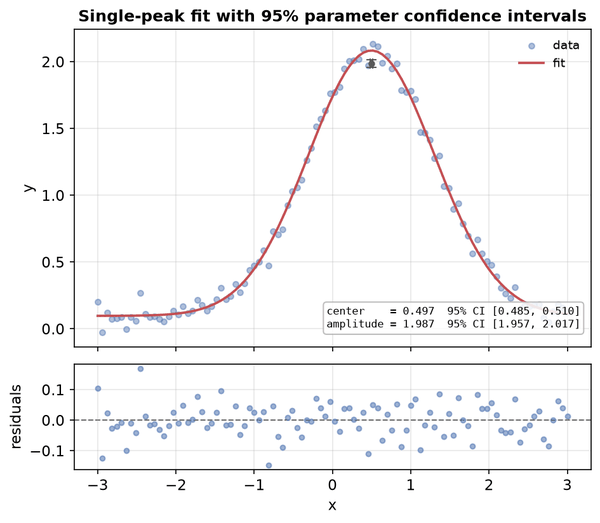 Single-peak fit with 95% parameter confidence intervals
data
fit
y
2.0
1.5
1.0
0.5
0.0
center = 0.497 95% CI [0.485, 0.510]
amplitude = 1.987 95% CI [1.957, 2.017]
residuals
0.1
0.0
−0.1
−3 −2 −1 0 1 2 3
x